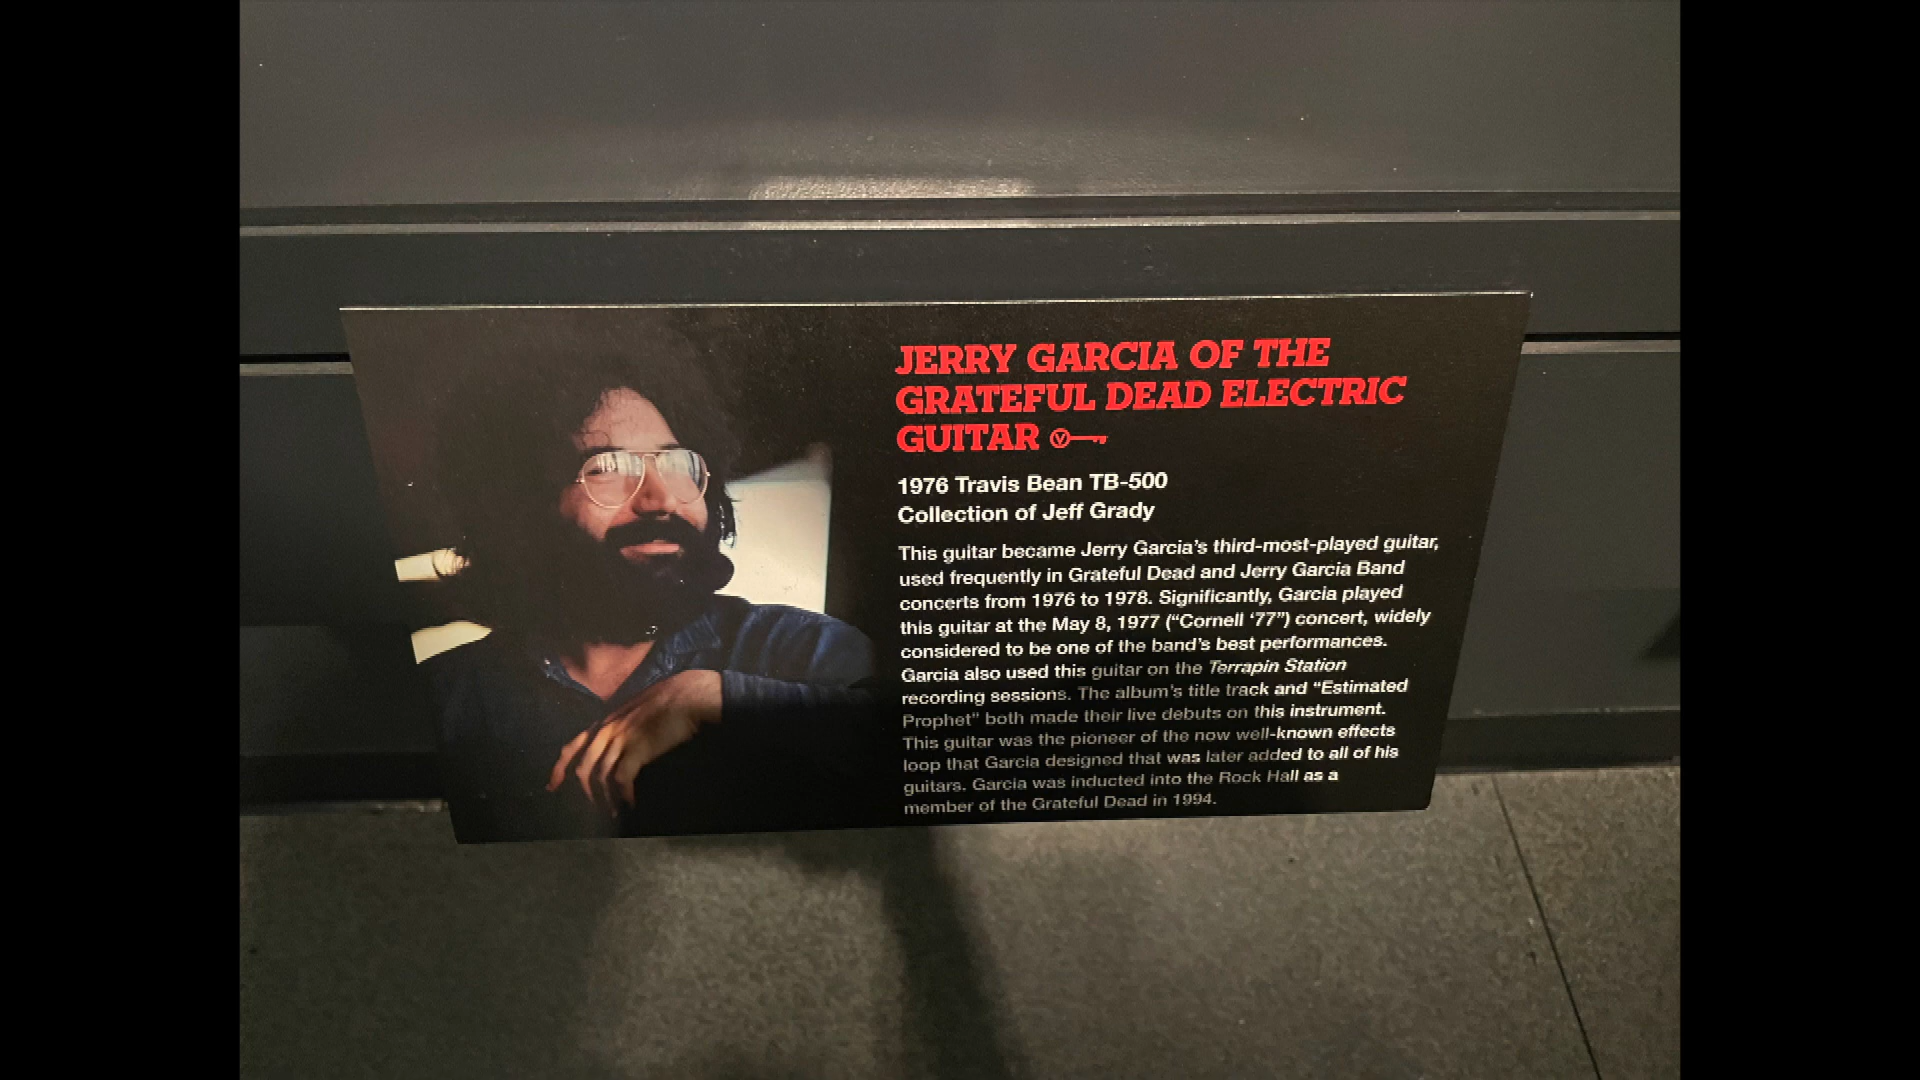 JERRY GARCIA OF THE
GRATEFUL DEAD ELECTRIC
GUITAR
1976 Travis Bean TB-500
Collection of Jeff Grady
This guitar became Jerry Garcia's third-most-played guitar,
used frequently in Grateful Dead and Jerry Garcia Band
concerts from 1976 to 1978. Significantly, Garcia played
this guitar at the May 8, 1977 (“Cornell ‘77”) concert, widely
considered to be one of the band's best performances.
Garcia also used this guitar on the Terrapin Station
recording sessions. The album's title track and “Estimated
Prophet” both made their live debuts on this instrument.
This guitar was the pioneer of the now well-known effects
loop that Garcia designed that was later added to all of his
guitars. Garcia was inducted into the Rock Hall as a
member of the Grateful Dead in 1994.